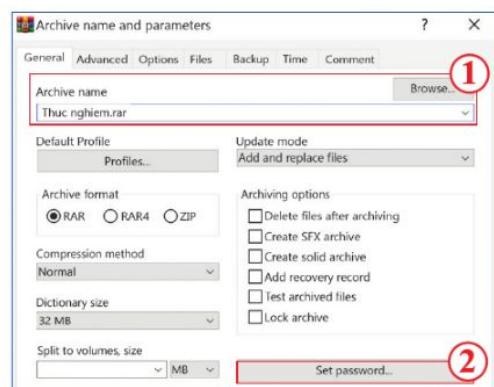 Archive name and parameters ? X
General Advanced Options Files Backup Time Comment
1
Archive name Browse...
Thuc nghiem.rar
Default Profile Update mode
Profiles... Add and replace files
Archive format Archiving options
RAR RAR4 ZIP Delete files after archiving
Create SFX archive
Compression method Create solid archive
Normal Add recovery record
Dictionary size Test archived files
32 MB Lock archive
Split to volumes, size 2
MB Set password...